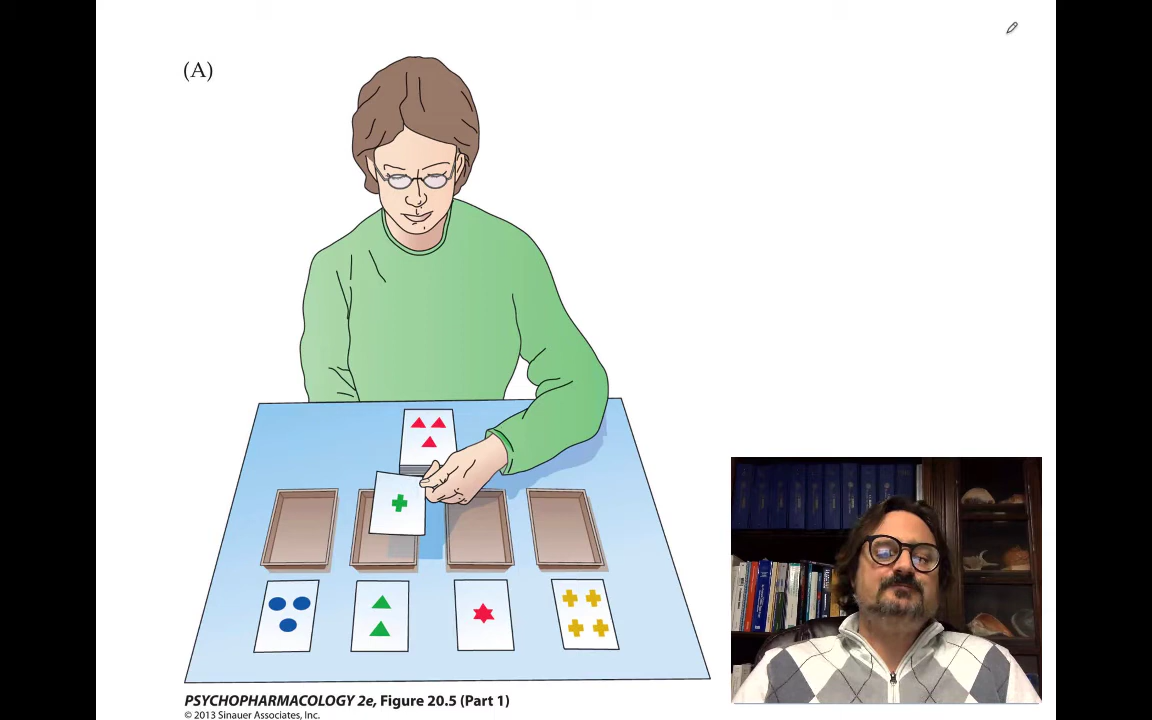 (A)
PSYCHOPHARMACOLOGY 2e, Figure 20.5 (Part 1)
© 2013 Sinauer Associates, Inc.